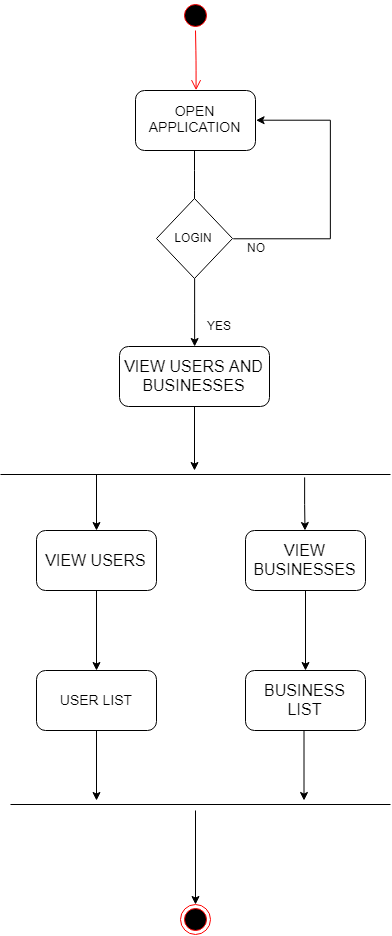 OPEN
APPLICATION
LOGIN
NO
YES
VIEW USERS AND
BUSINESSES
VIEW USERS
VIEW
BUSINESSES
USER LIST
BUSINESS
LIST